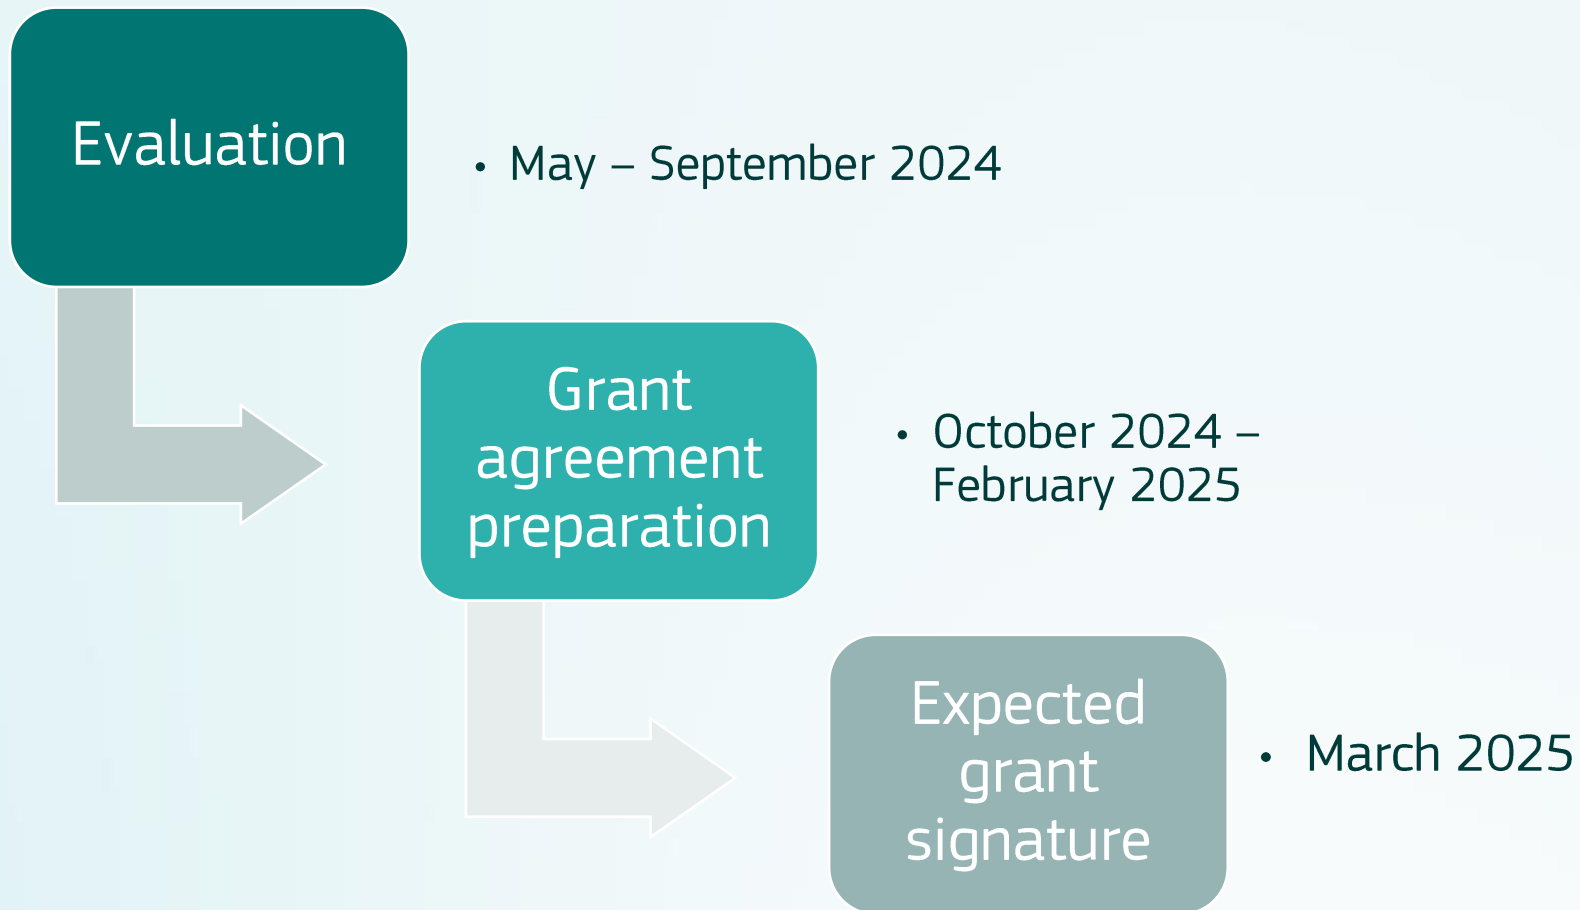 Evaluation
• May – September 2024
Grant
agreement
preparation
• October 2024 –
February 2025
Expected
grant
signature
• March 2025